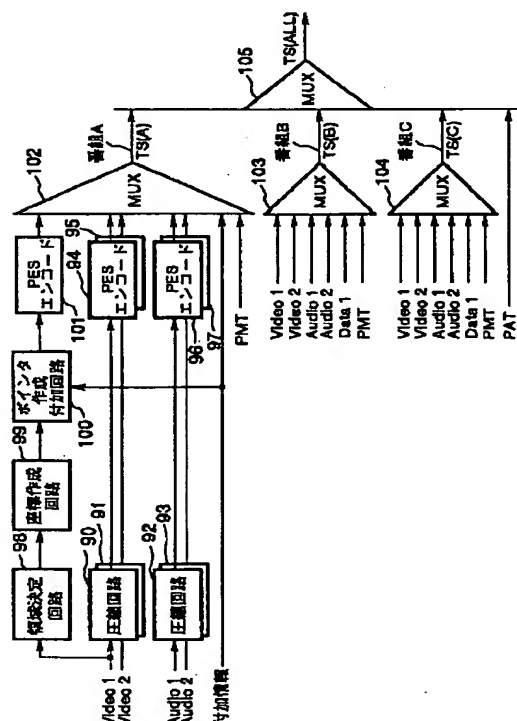 98
領域決定
回路
99
座標作成
回路
100
ポインタ
作成
付加回路
101
PES
エンコード
102
MUX
番組A
TS(A)
90
91
圧縮回路
94
95
PES
エンコード
92
93
圧縮回路
96
97
PES
エンコード
Video 1
Video 2
Audio 1
Audio 2
付加情報
PMT
103
MUX
番組B
TS(B)
Video 1
Video 2
Audio 1
Audio 2
Data 1
PMT
104
MUX
番組C
TS(C)
Video 1
Video 2
Audio 1
Audio 2
Data 1
PMT
PAT
105
MUX
TS(ALL)